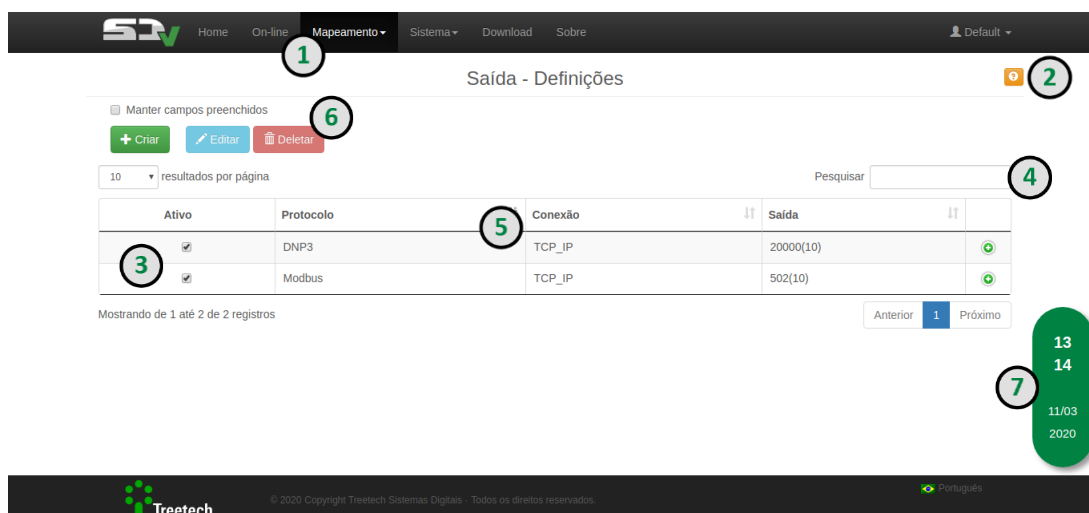 SDV Home On-line Mapeamento Sistema Download Sobre Default
1
Saída - Definições
2
Manter campos preenchidos
6
Criar Editar Deletar
10 resultados por página Pesquisar
4
Ativo Protocolo Conexão Saída
5
DNP3 TCP_IP 20000(10)
3
Modbus TCP_IP 502(10)
Mostrando de 1 até 2 de 2 registros Anterior 1 Próximo
13
14
7
11/03
2020
Treetech © 2020 Copyright Treetech Sistemas Digitais - Todos os direitos reservados. Português